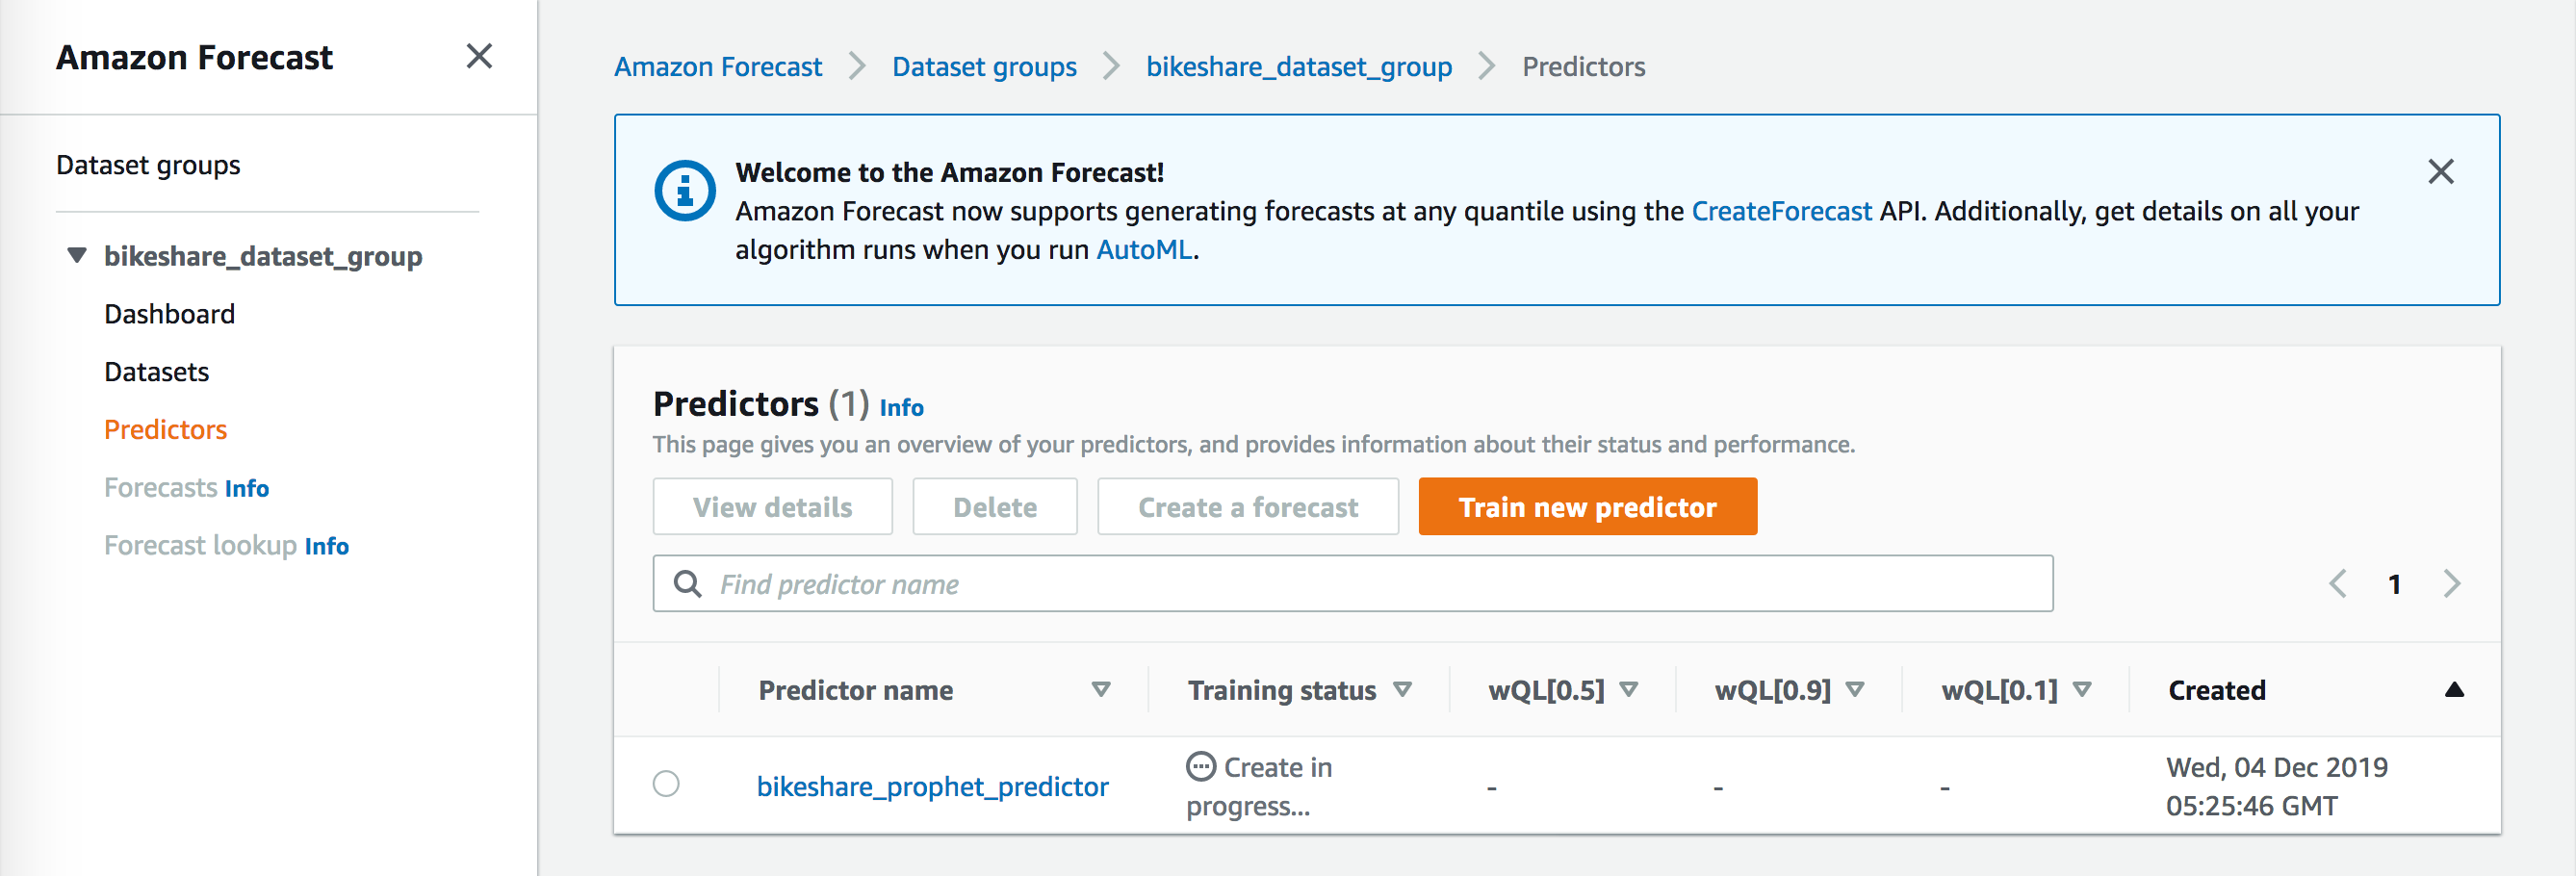 Amazon Forecast
Dataset groups
bikeshare_dataset_group
Dashboard
Datasets
Predictors
Forecasts Info
Forecast lookup Info
Amazon Forecast Dataset groups bikeshare_dataset_group Predictors
Welcome to the Amazon Forecast!
Amazon Forecast now supports generating forecasts at any quantile using the CreateForecast API. Additionally, get details on all your
algorithm runs when you run AutoML.
Predictors (1) Info
This page gives you an overview of your predictors, and provides information about their status and performance.
View details Delete Create a forecast Train new predictor
Find predictor name 1
Predictor name Training status wQL[0.5] wQL[0.9] wQL[0.1] Created
bikeshare_prophet_predictor Create in progress... - - - Wed, 04 Dec 2019 05:25:46 GMT